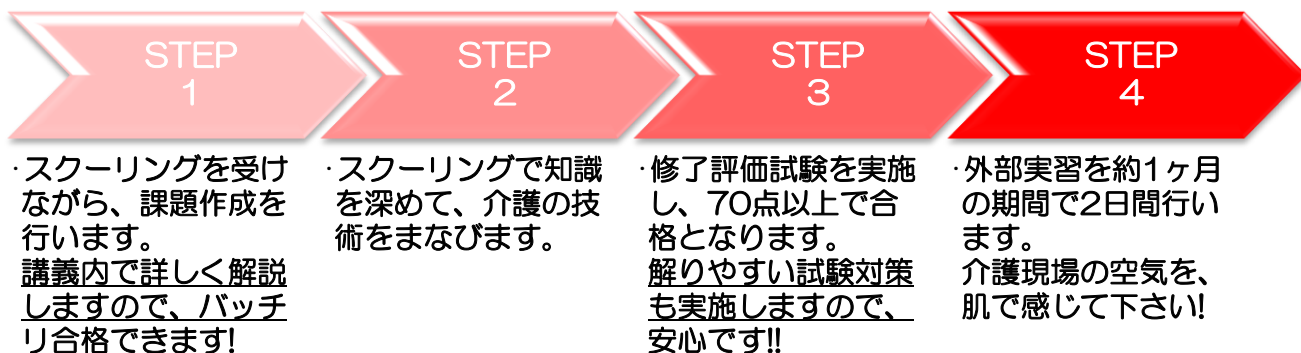 STEP
1
・スクーリングを受け
ながら、課題作成を
行います。
講義内で詳しく解説
しますので、バッチ
リ合格できます!
STEP
2
・スクーリングで知識
を深めて、介護の技
術をまなびます。
STEP
3
・修了評価試験を実施
し、70点以上で合
格となります。
解りやすい試験対策
も実施しますので、
安心です!!
STEP
4
・外部実習を約1ヶ月
の期間で2日間行い
ます。
介護現場の空気を、
肌で感じて下さい!